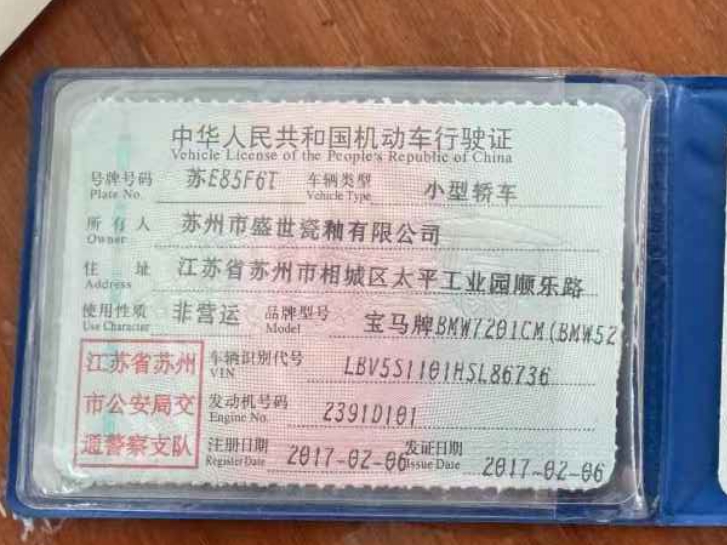 中华人民共和国机动车行驶证
Vehicle License of the People's Republic of China
号牌号码 苏E85F6T 车辆类型 小型轿车
Plate No. Vehicle Type
所有人 苏州市盛世瓷釉有限公司
Owner
住址 江苏省苏州市相城区太平工业园顺乐路
Address
使用性质 非营运 品牌型号 宝马牌BMW7201CM(BMW52
Use Character Model
江苏省苏州
市公安局交
通警察支队
车辆识别代号 LBV5S1101HSL86736
VIN
发动机号码 2391D101
Engine No.
注册日期 2017-02-06 发证日期 2017-02-06
Register Date Issue Date